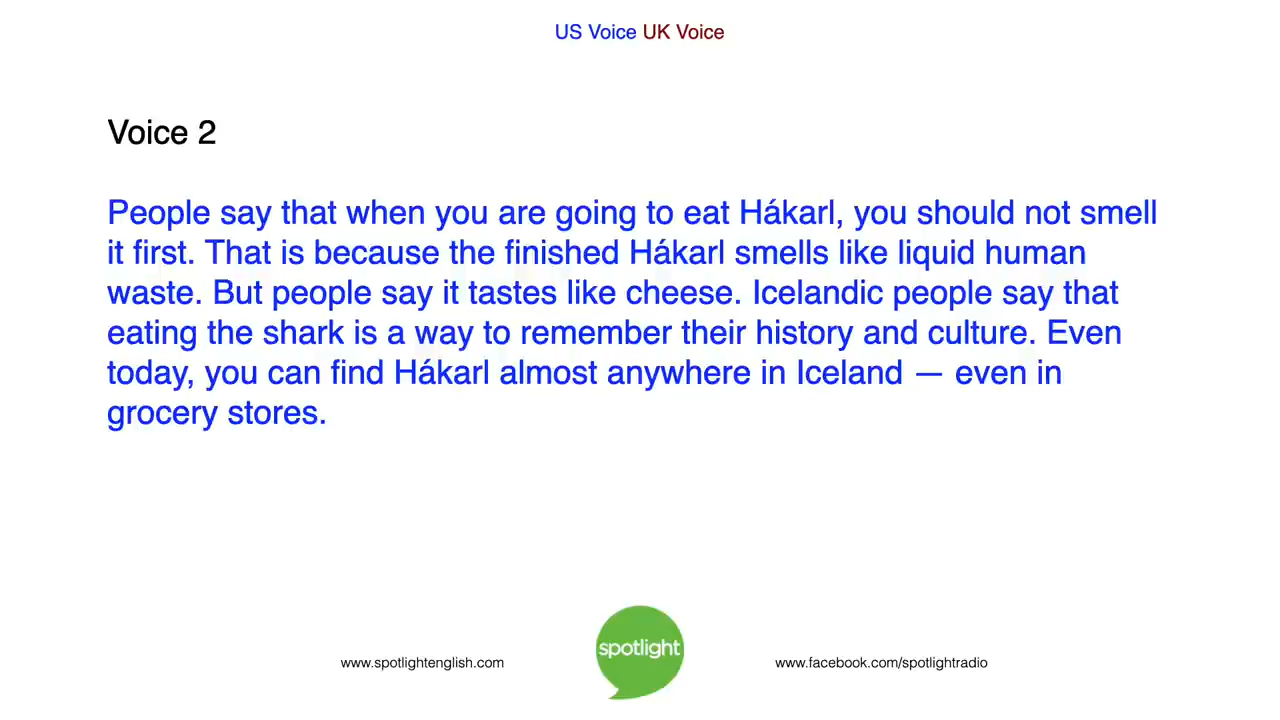 US Voice UK Voice
Voice 2
People say that when you are going to eat Hákarl, you should not smell
it first. That is because the finished Hákarl smells like liquid human
waste. But people say it tastes like cheese. Icelandic people say that
eating the shark is a way to remember their history and culture. Even
today, you can find Hákarl almost anywhere in Iceland — even in
grocery stores.
spotlight
www.spotlightenglish.com
www.facebook.com/spotlightradio